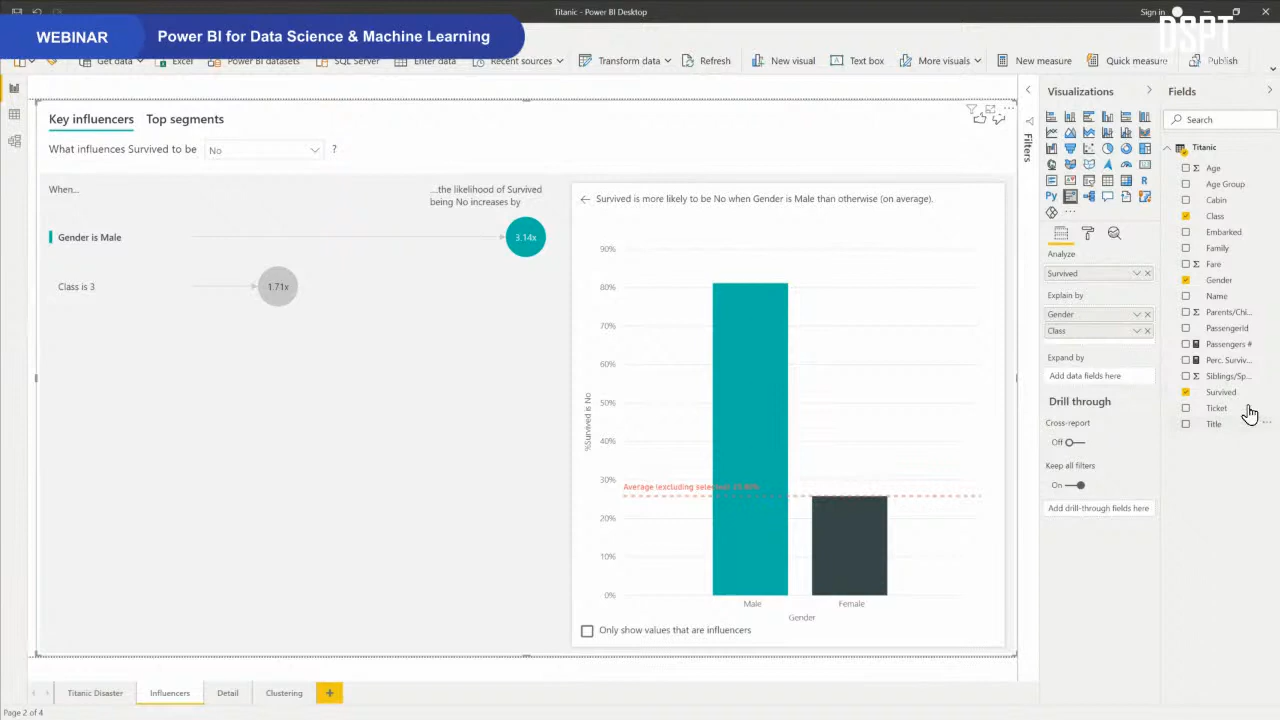 Titanic - Power BI Desktop
Sign in
DSPT
WEBINAR
Power BI for Data Science & Machine Learning
Get data
Excel
Power BI datasets
SQL Server
Enter data
Recent sources
Transform data
Refresh
New visual
Text box
More visuals
New measure
Quick measure
Publish
Key influencers
Top segments
What influences Survived to be
No
?
When...
...the likelihood of Survived
being No increases by
Gender is Male
3.14x
Class is 3
1.71x
Survived is more likely to be No when Gender is Male than otherwise (on average).
90%
80%
70%
60%
50%
40%
30%
20%
10%
0%
%Survived is No
Average (excluding selected)
Male
Female
Gender
Only show values that are influencers
Filters
Visualizations
R
Py
Analyze
Survived
Explain by
Gender
Class
Expand by
Add data fields here
Drill through
Cross-report
Off
Keep all filters
On
Add drill-through fields here
Fields
Search
Titanic
Age
Age Group
Cabin
Class
Embarked
Family
Fare
Gender
Name
Parents/Chi...
PassengerId
Passengers #
Perc. Surviv...
Siblings/Sp...
Survived
Ticket
Title
Titanic Disaster
Influencers
Detail
Clustering
Page 2 of 4